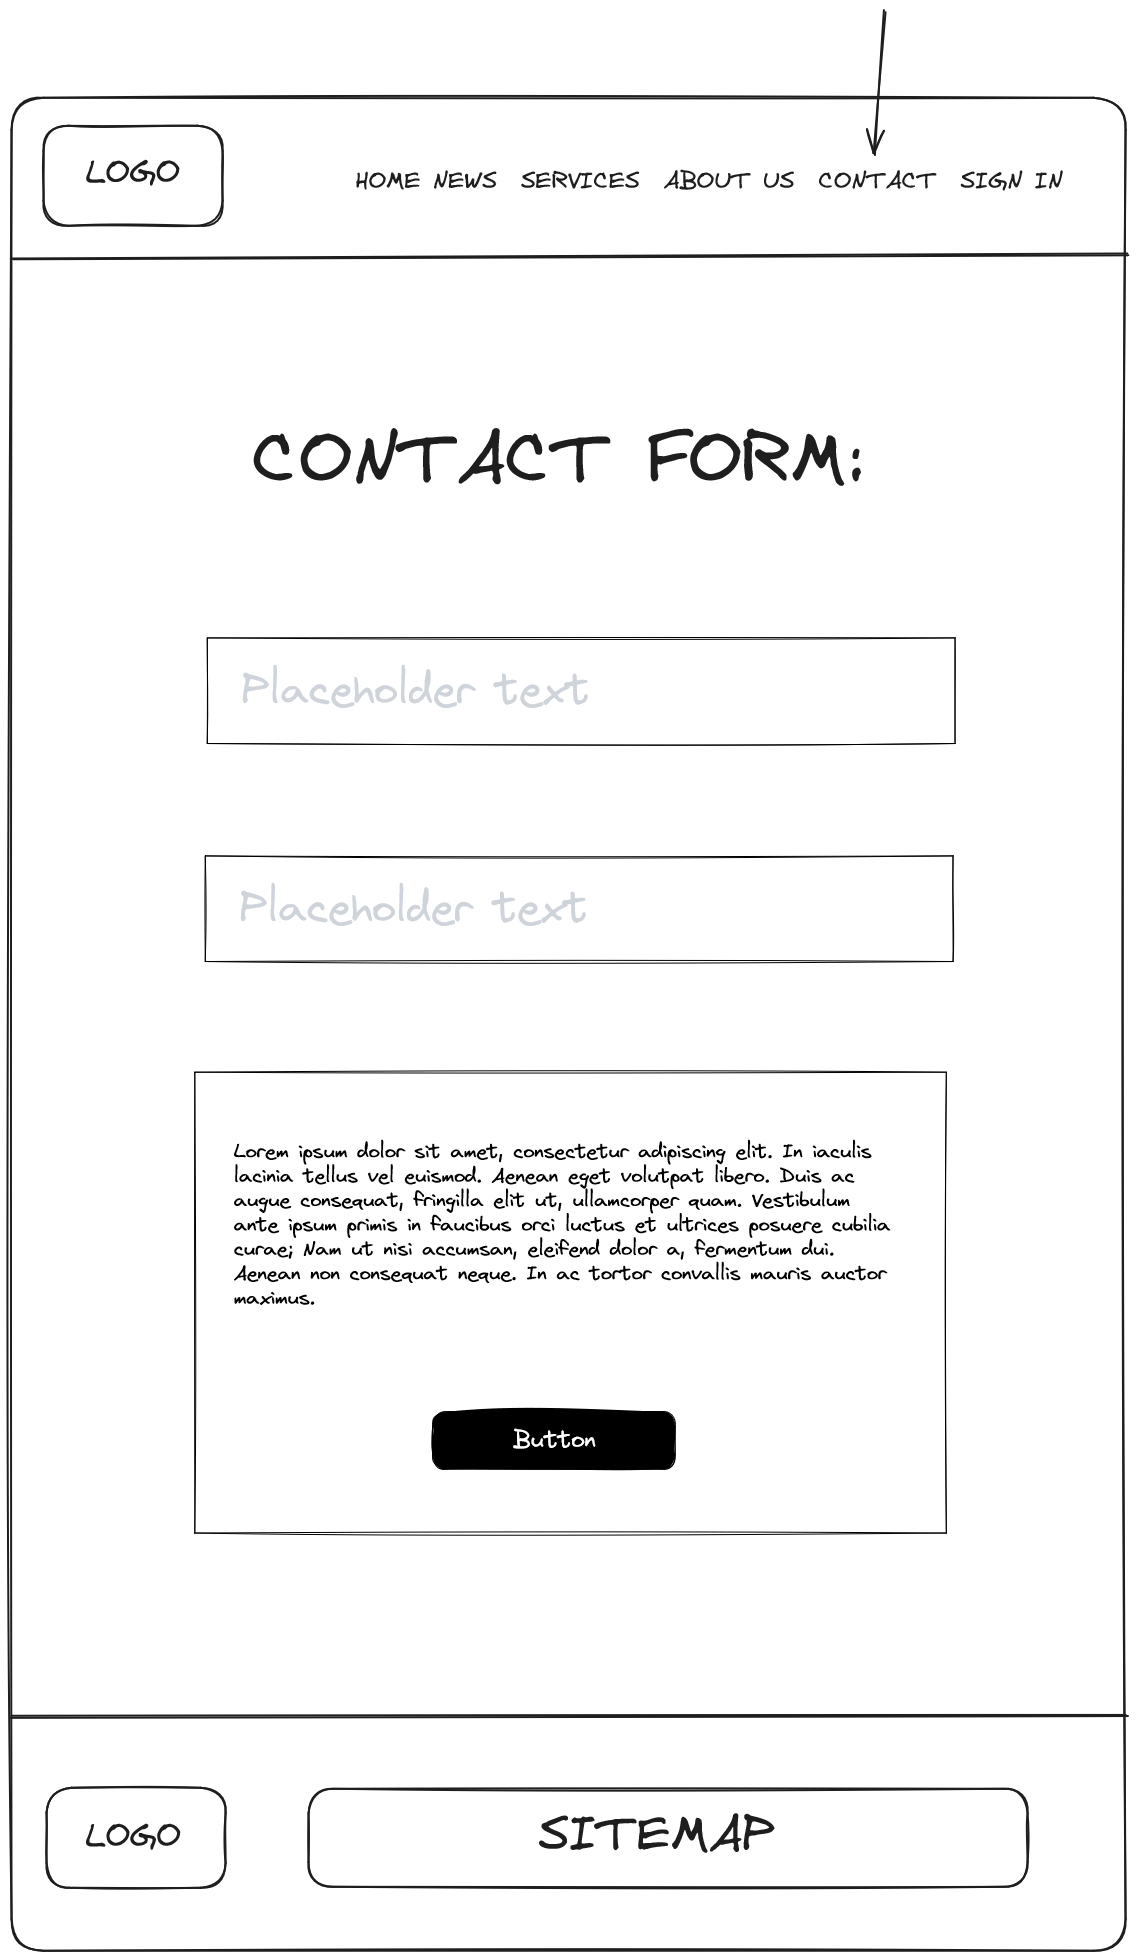 LOGO
HOME NEWS SERVICES ABOUT US CONTACT SIGN IN
CONTACT FORM:
Placeholder text
Placeholder text
Lorem ipsum dolor sit amet, consectetur adipiscing elit. In iaculis
lacinia tellus vel euismod. Aenean eget volutpat libero. Duis ac
augue consequat, fringilla elit ut, ullamcorper quam. Vestibulum
ante ipsum primis in faucibus orci luctus et ultrices posuere cubilia
curae; Nam ut nisi accumsan, eleifend dolor a, fermentum dui.
Aenean non consequat neque. In ac tortor convallis mauris auctor
maximus.
Button
LOGO
SITEMAP